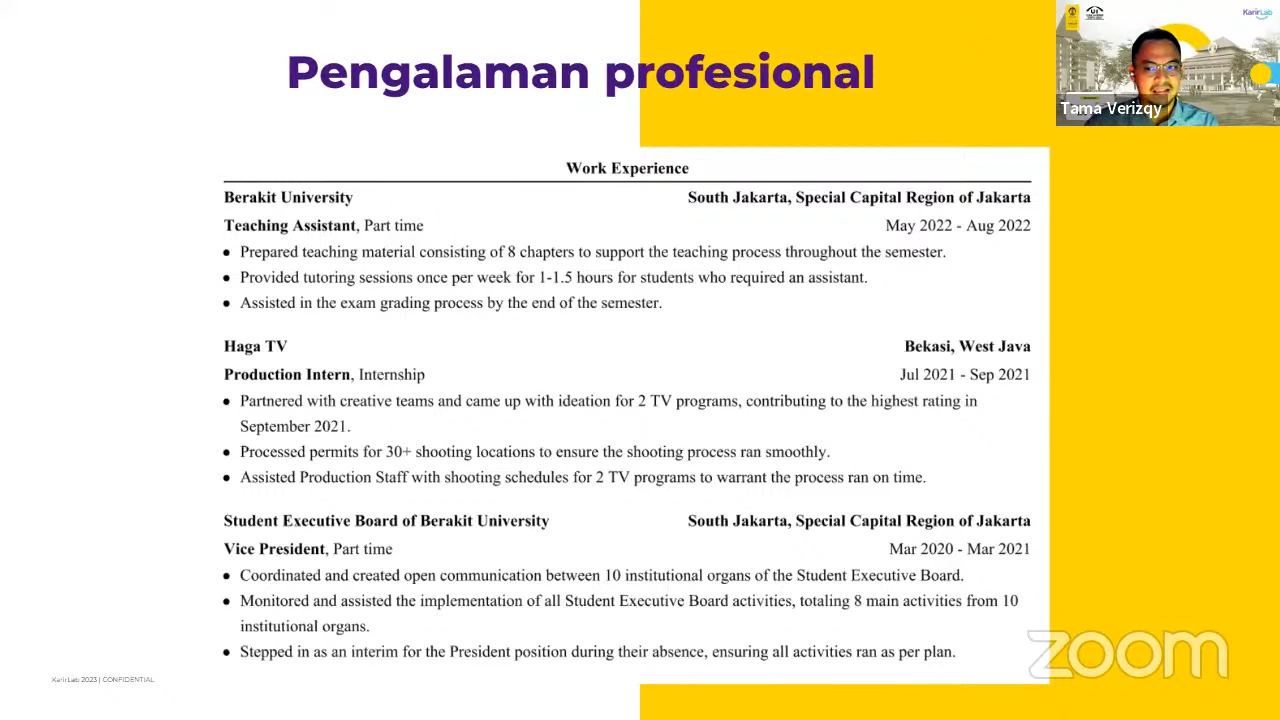 Pengalaman profesional
KarirLab
UI
Tama Verizqy
Work Experience
Berakit University South Jakarta, Special Capital Region of Jakarta
Teaching Assistant, Part time May 2022 - Aug 2022
● Prepared teaching material consisting of 8 chapters to support the teaching process throughout the semester.
● Provided tutoring sessions once per week for 1-1.5 hours for students who required an assistant.
● Assisted in the exam grading process by the end of the semester.
Haga TV Bekasi, West Java
Production Intern, Internship Jul 2021 - Sep 2021
● Partnered with creative teams and came up with ideation for 2 TV programs, contributing to the highest rating in
September 2021.
● Processed permits for 30+ shooting locations to ensure the shooting process ran smoothly.
● Assisted Production Staff with shooting schedules for 2 TV programs to warrant the process ran on time.
Student Executive Board of Berakit University South Jakarta, Special Capital Region of Jakarta
Vice President, Part time Mar 2020 - Mar 2021
● Coordinated and created open communication between 10 institutional organs of the Student Executive Board.
● Monitored and assisted the implementation of all Student Executive Board activities, totaling 8 main activities from 10
institutional organs.
● Stepped in as an interim for the President position during their absence, ensuring all activities ran as per plan.
zoom
KarirLab 2023 | CONFIDENTIAL